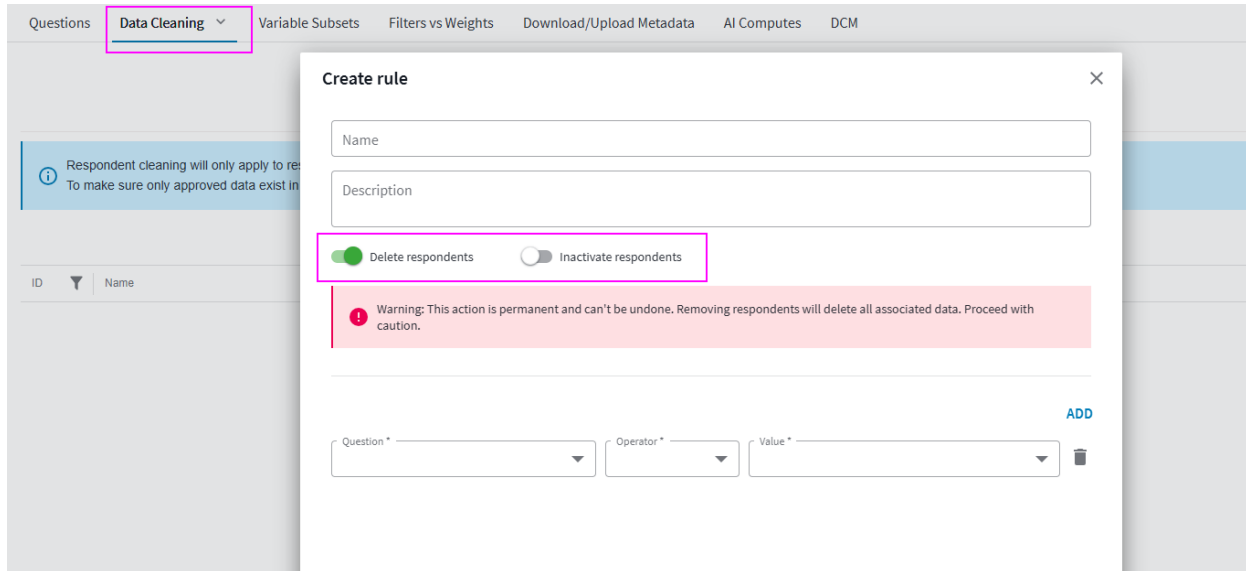 Questions Data Cleaning Variable Subsets Filters vs Weights Download/Upload Metadata AI Computes DCM
Create rule
Name
Respondent cleaning will only apply to
To make sure only approved data exist in
Description
Delete respondents Inactivate respondents
ID Name
Warning: This action is permanent and can't be undone. Removing respondents will delete all associated data. Proceed with
caution.
ADD
Question * Operator * Value *